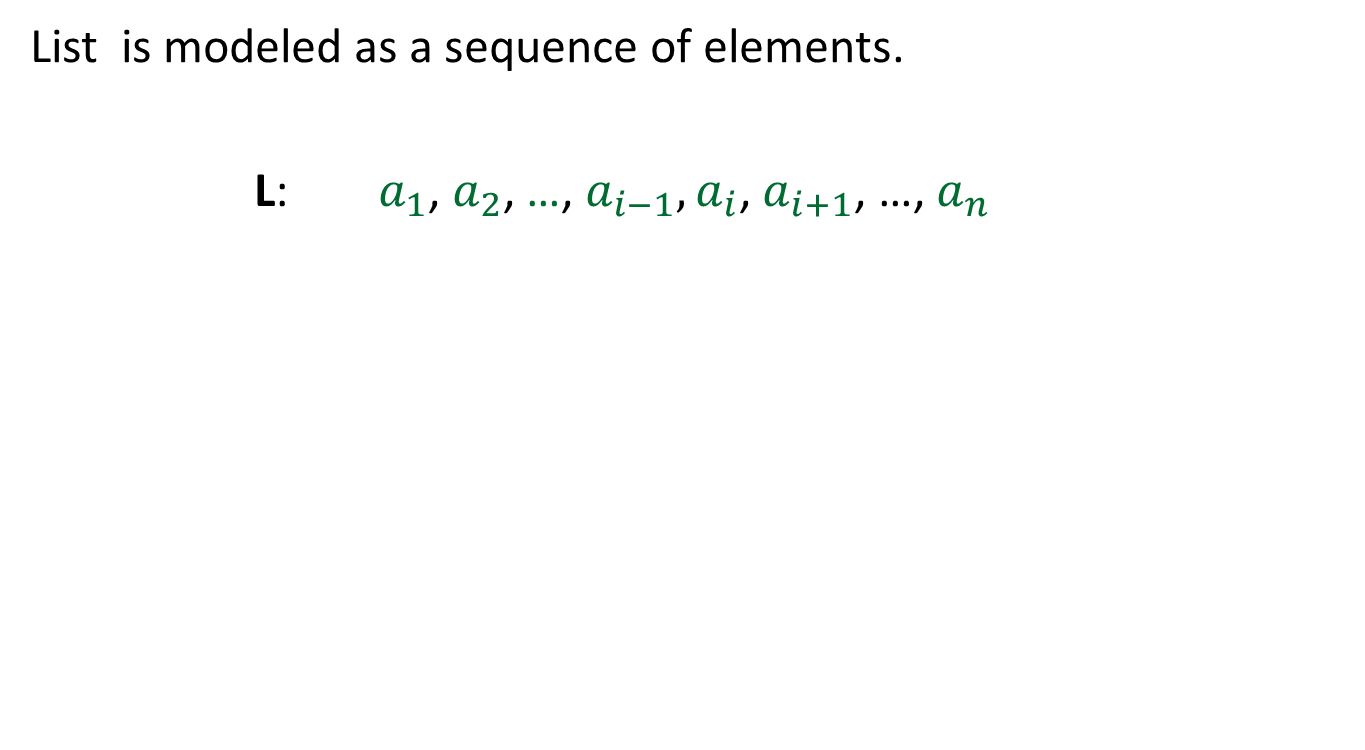 List  is modeled as a sequence of elements.
L: a₁, a₂, …, aᵢ₋₁, aᵢ, aᵢ₊₁, …, aₙ